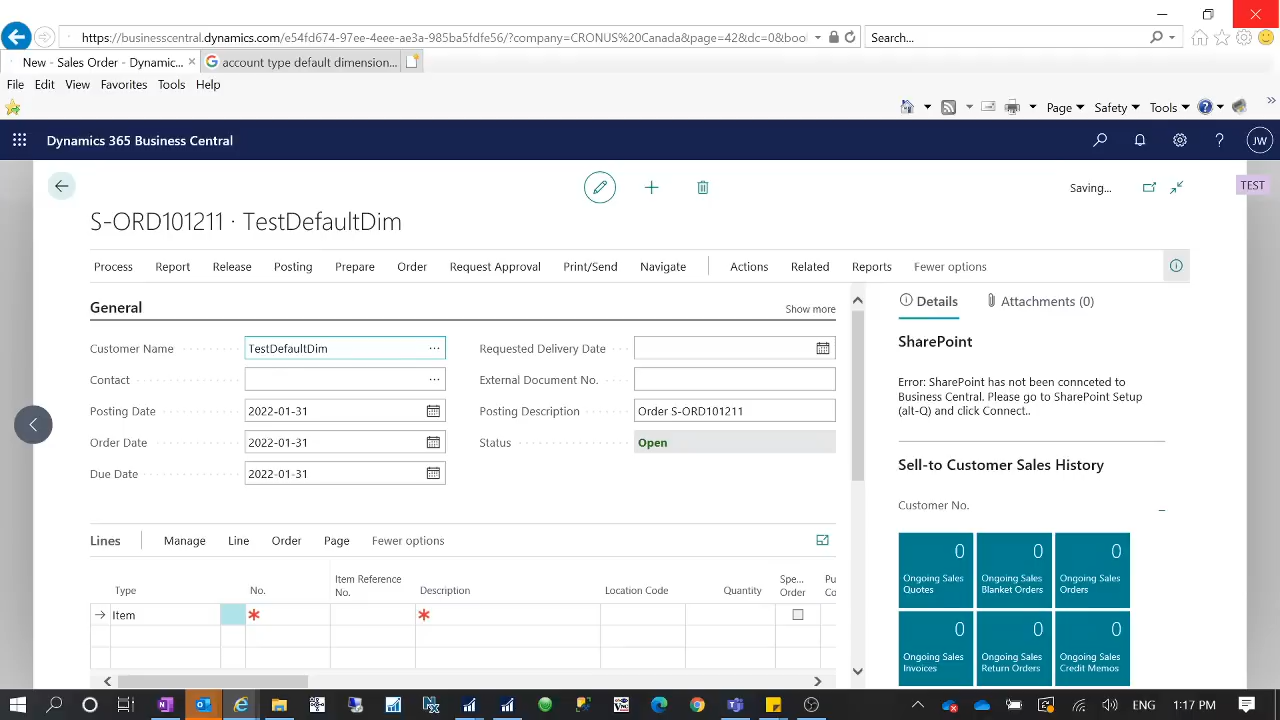 https://businesscentral.dynamics.com/e54fd674-97ee-4eee-ae3a-985b5fdfe56/?company=CRONUS%20Canada&page=42&dc=0&bool
Search...
New - Sales Order - Dynamic...
account type default dimension...
File Edit View Favorites Tools Help
Page Safety Tools
Dynamics 365 Business Central
JW
Saving...
TEST
S-ORD101211 · TestDefaultDim
Process Report Release Posting Prepare Order Request Approval Print/Send Navigate Actions Related Reports Fewer options
General
Show more
Customer Name
TestDefaultDim
Contact
Posting Date
2022-01-31
Order Date
2022-01-31
Due Date
2022-01-31
Requested Delivery Date
External Document No.
Posting Description
Order S-ORD101211
Status
Open
Lines Manage Line Order Page Fewer options
Type
No.
Item Reference
No.
Description
Location Code
Quantity
Spe...
Order
Pu
Co
Item
Details
Attachments (0)
SharePoint
Error: SharePoint has not been connceted to
Business Central. Please go to SharePoint Setup
(alt-Q) and click Connect..
Sell-to Customer Sales History
Customer No.
0
Ongoing Sales
Quotes
0
Ongoing Sales
Blanket Orders
0
Ongoing Sales
Orders
0
Ongoing Sales
Invoices
0
Ongoing Sales
Return Orders
0
Ongoing Sales
Credit Memos
ENG
1:17 PM